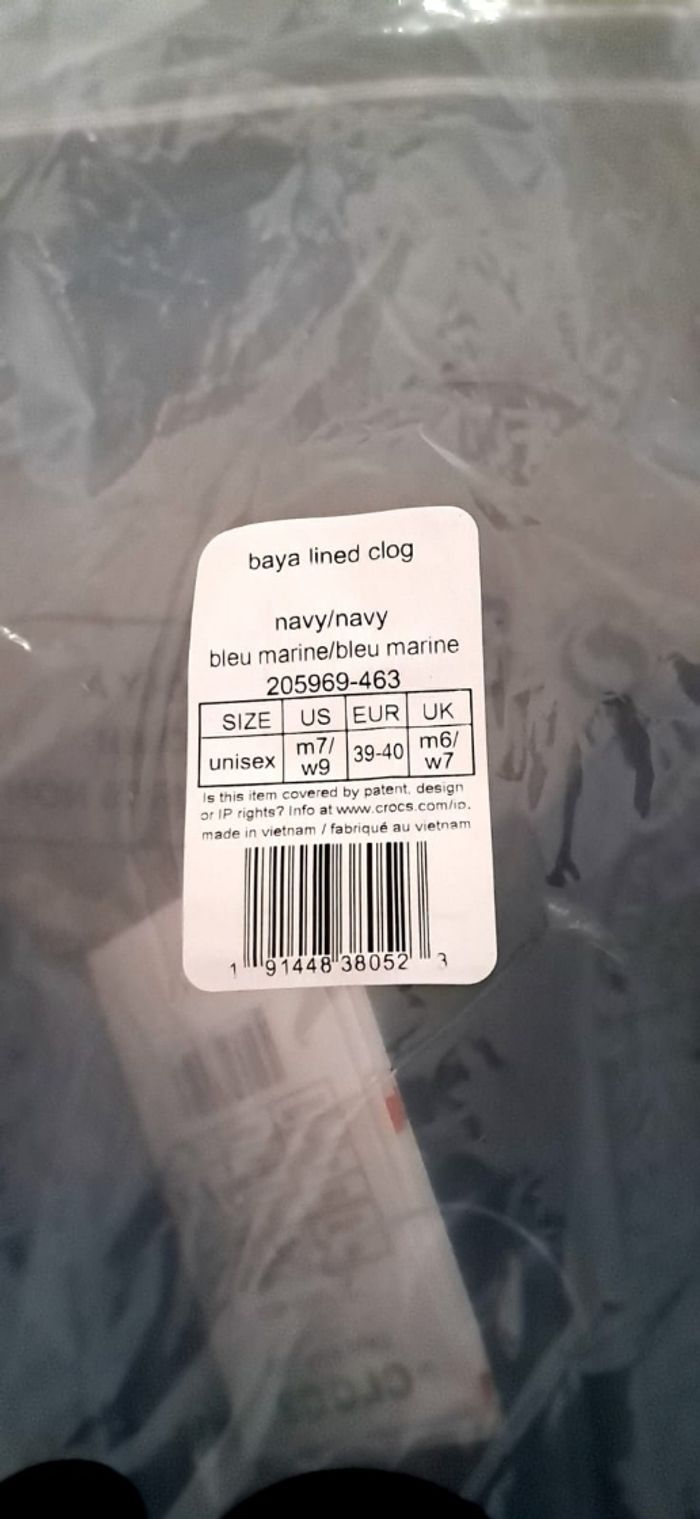 baya lined clog
navy/navy
bleu marine/bleu marine
205969-463
SIZE US EUR UK
unisex m7/ w9 39-40 m6/ w7
Is this item covered by patent, design
or IP rights? Info at www.crocs.com/ip.
made in vietnam / fabriqué au vietnam
1 91448 38052 3